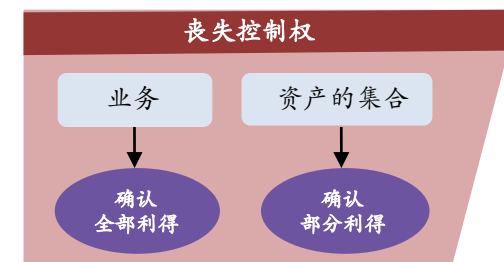 丧失控制权
业务
资产的集合
确认
全部利得
确认
部分利得